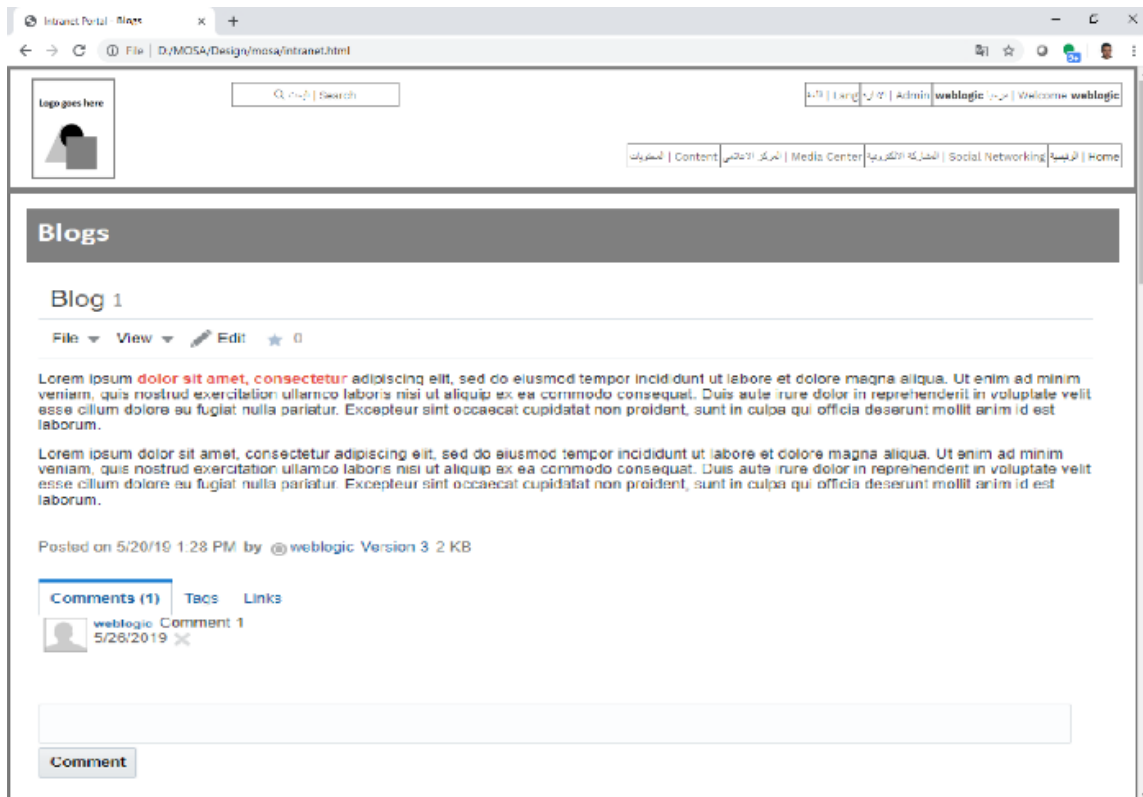 Intranet Portal - Blogs
File | D:/MOSA/Design/mosa/intranet.html
Logo goes here
Search
Lang | Admin | weblogic مرحبا | Welcome weblogic
المحتويات | Content | المركز الاعلامي | Media Center | المشاركة الالكترونية | Social Networking | الرئيسية | Home
Blogs
Blog 1
File View Edit 0
Lorem ipsum dolor sit amet, consectetur adipiscing elit, sed do eiusmod tempor incididunt ut labore et dolore magna aliqua. Ut enim ad minim
veniam, quis nostrud exercitation ullamco laboris nisi ut aliquip ex ea commodo consequat. Duis aute irure dolor in reprehenderit in voluptate velit
esse cillum dolore eu fugiat nulla pariatur. Excepteur sint occaecat cupidatat non proident, sunt in culpa qui officia deserunt mollit anim id est
laborum.
Lorem ipsum dolor sit amet, consectetur adipiscing elit, sed do eiusmod tempor incididunt ut labore et dolore magna aliqua. Ut enim ad minim
veniam, quis nostrud exercitation ullamco laboris nisi ut aliquip ex ea commodo consequat. Duis aute irure dolor in reprehenderit in voluptate velit
esse cillum dolore eu fugiat nulla pariatur. Excepteur sint occaecat cupidatat non proident, sunt in culpa qui officia deserunt mollit anim id est
laborum.
Posted on 5/20/19 1:28 PM by weblogic Version 3 2 KB
Comments (1) Tags Links
weblogic Comment 1
5/26/2019
Comment